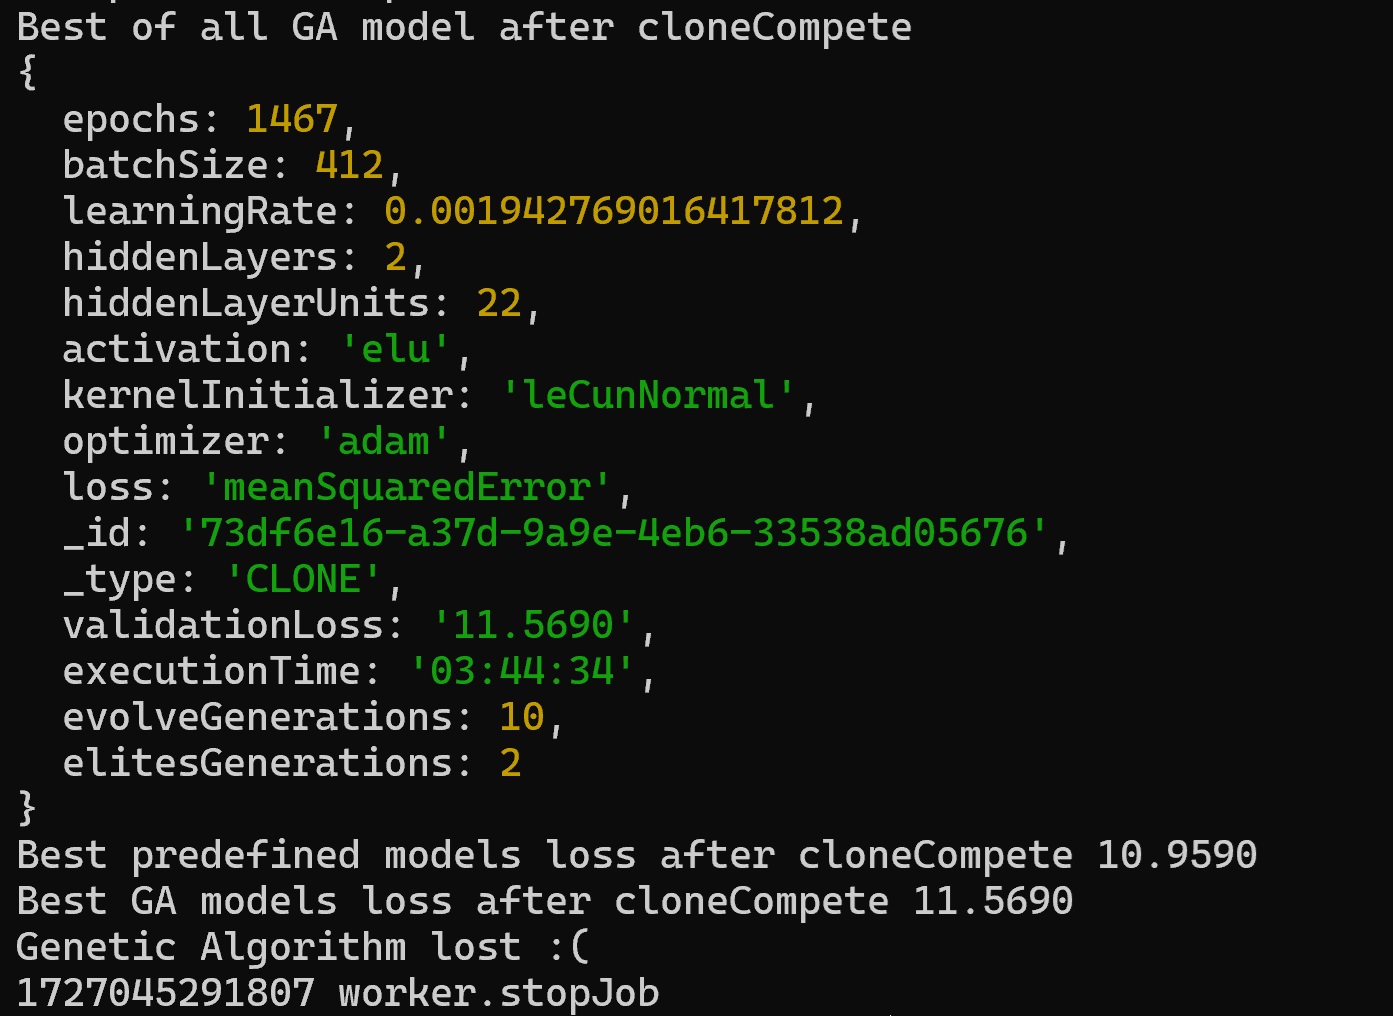 Best of all GA model after cloneCompete
{
  epochs: 1467,
  batchSize: 412,
  learningRate: 0.001942769016417812,
  hiddenLayers: 2,
  hiddenLayerUnits: 22,
  activation: 'elu',
  kernelInitializer: 'leCunNormal',
  optimizer: 'adam',
  loss: 'meanSquaredError',
  _id: '73df6e16-a37d-9a9e-4eb6-33538ad05676',
  _type: 'CLONE',
  validationLoss: '11.5690',
  executionTime: '03:44:34',
  evolveGenerations: 10,
  elitesGenerations: 2
}
Best predefined models loss after cloneCompete 10.9590
Best GA models loss after cloneCompete 11.5690
Genetic Algorithm lost :(
1727045291807 worker.stopJob